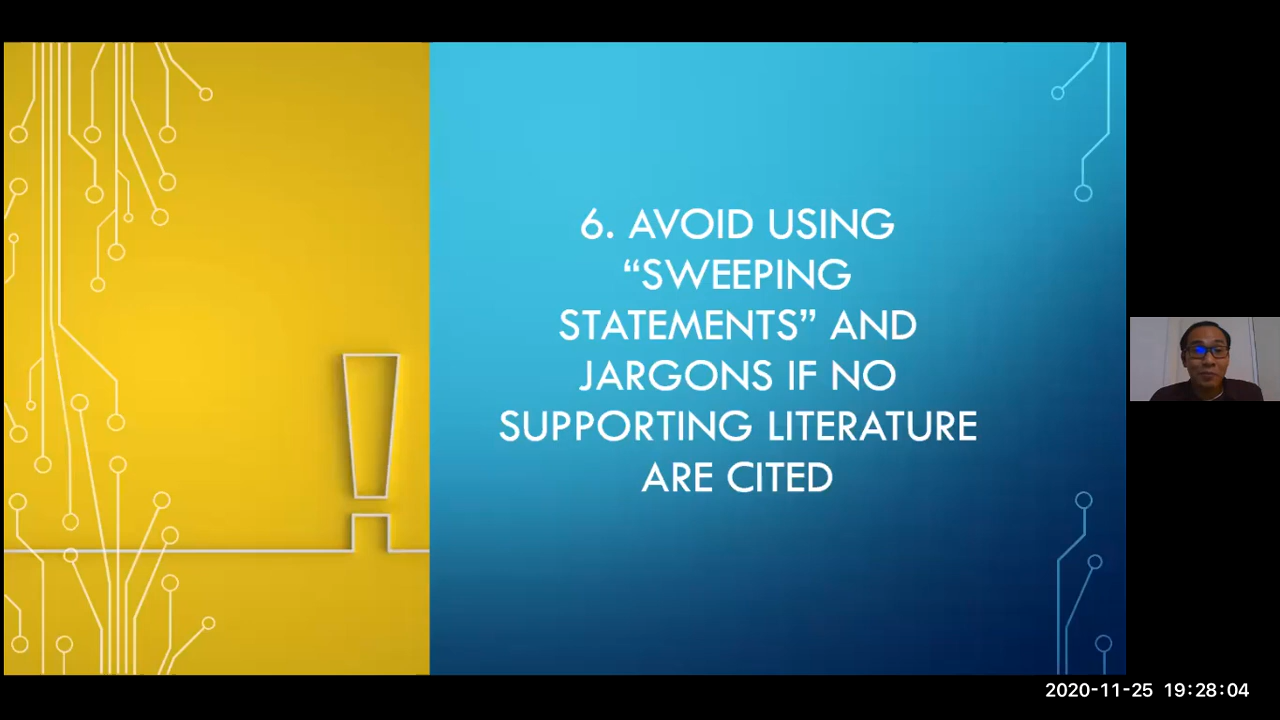 6. AVOID USING
“SWEEPING
STATEMENTS” AND
JARGONS IF NO
SUPPORTING LITERATURE
ARE CITED
2020-11-25 19:28:04